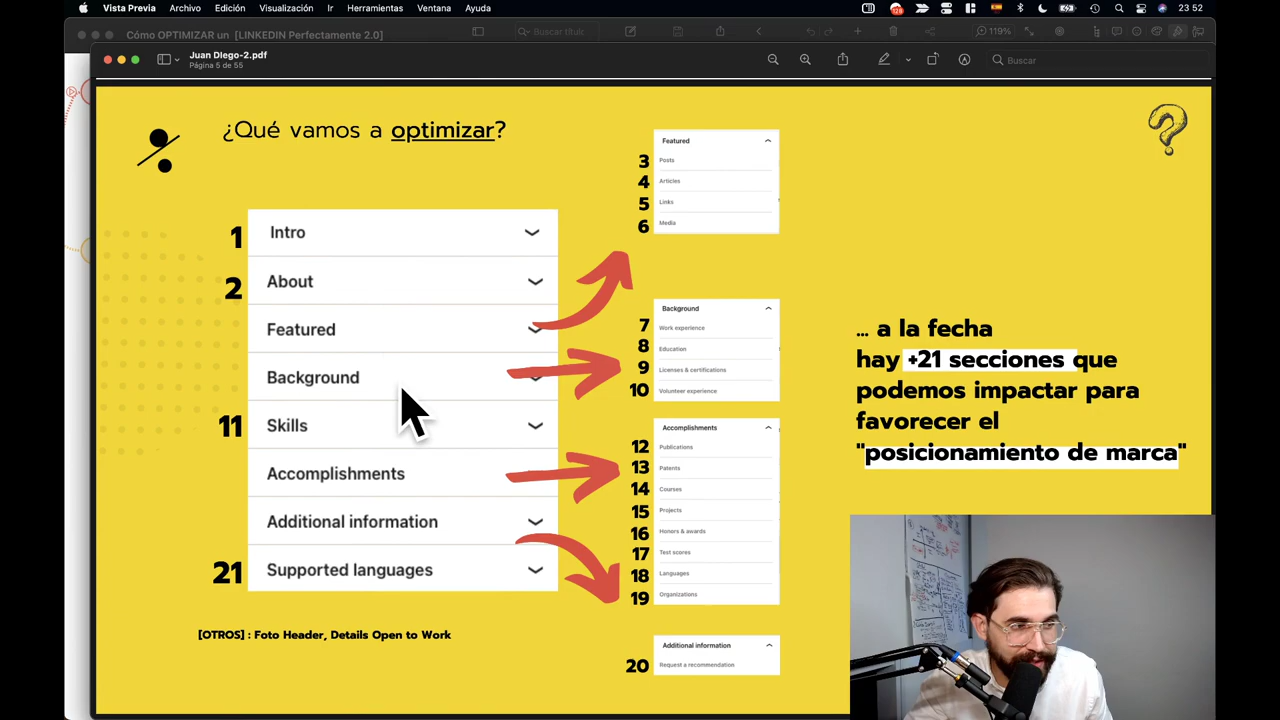 Vista Previa Archivo Edición Visualización Ir Herramientas Ventana Ayuda
23 52
Cómo OPTIMIZAR un [LINKEDIN Perfectamente 2.0]
119%
Juan DIego-2.pdf
Página 5 de 55
Buscar
¿Qué vamos a optimizar?
1 Intro
2 About
Featured
Background
11 Skills
Accomplishments
Additional information
21 Supported languages
[OTROS] : Foto Header, Details Open to Work
Featured
3 Posts
4 Articles
5 Links
6 Media
Background
7 Work experience
8 Education
9 Licenses & certifications
10 Volunteer experience
Accomplishments
12 Publications
13 Patents
14 Courses
15 Projects
16 Honors & awards
17 Test scores
18 Languages
19 Organizations
Additional information
20 Request a recommendation
... a la fecha
hay +21 secciones que
podemos impactar para
favorecer el
"posicionamiento de marca"